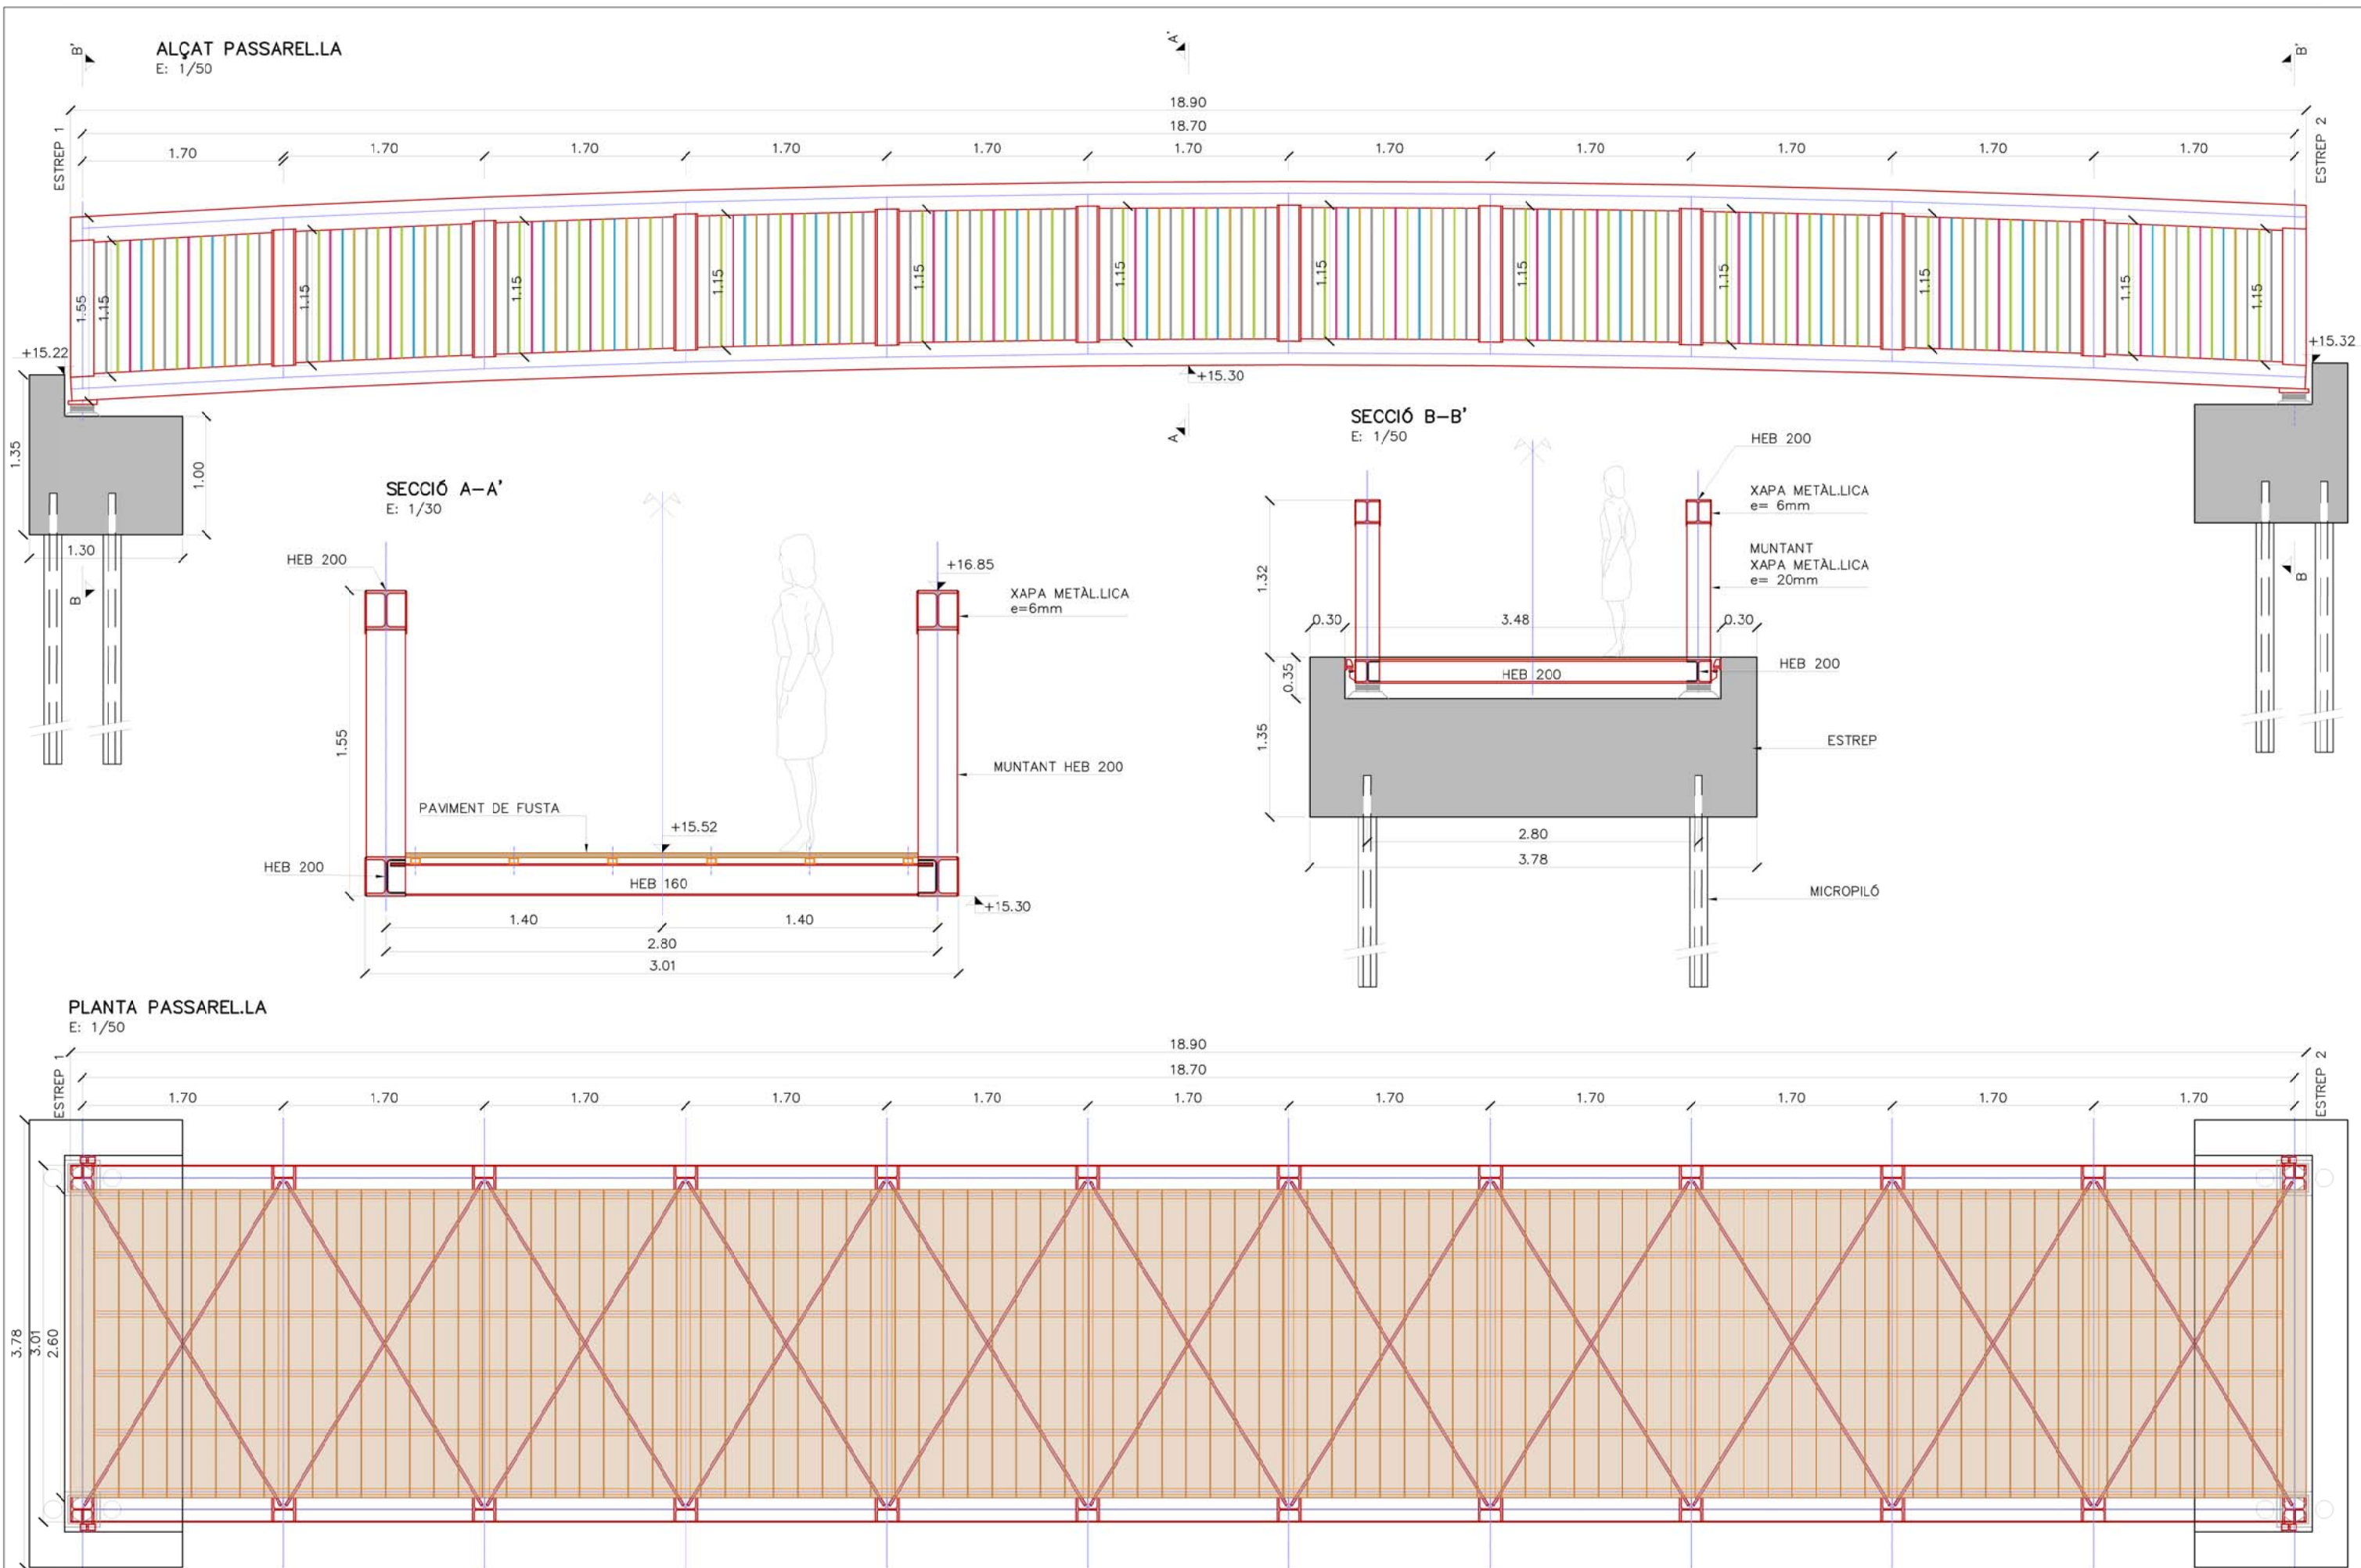 ALÇAT PASSAREL.LA
E: 1/50
B'
A'
B'
18.90
18.70
ESTREP 1
1.70
1.70
1.70
1.70
1.70
1.70
1.70
1.70
1.70
1.70
1.70
ESTREP 2
1.55
1.15
1.15
1.15
1.15
1.15
1.15
1.15
1.15
1.15
1.15
1.15
1.15
+15.22
+15.32
+15.30
1.35
1.00
1.30
B
A
B
SECCIÓ A-A'
E: 1/30
HEB 200
+16.85
XAPA METÀL.LICA
e=6mm
1.55
MUNTANT HEB 200
PAVIMENT DE FUSTA
+15.52
HEB 200
HEB 160
+15.30
1.40
1.40
2.80
3.01
SECCIÓ B-B'
E: 1/50
HEB 200
XAPA METÀL.LICA
e= 6mm
MUNTANT
XAPA METÀL.LICA
e= 20mm
1.32
0.30
3.48
0.30
0.35
HEB 200
HEB 200
1.35
ESTREP
2.80
3.78
MICROPILÓ
PLANTA PASSAREL.LA
E: 1/50
18.90
18.70
ESTREP 1
1.70
1.70
1.70
1.70
1.70
1.70
1.70
1.70
1.70
1.70
1.70
ESTREP 2
3.78
3.01
2.60